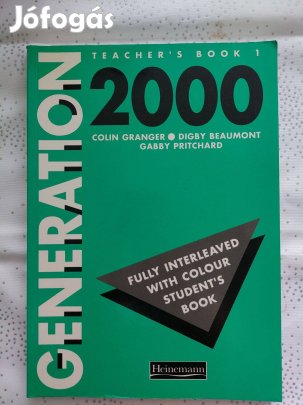 Jófogás
TEACHER'S BOOK 1
GENERATION
2000
COLIN GRANGER ● DIGBY BEAUMONT
GABBY PRITCHARD
FULLY INTERLEAVED
WITH COLOUR
STUDENT'S
BOOK
Heinemann